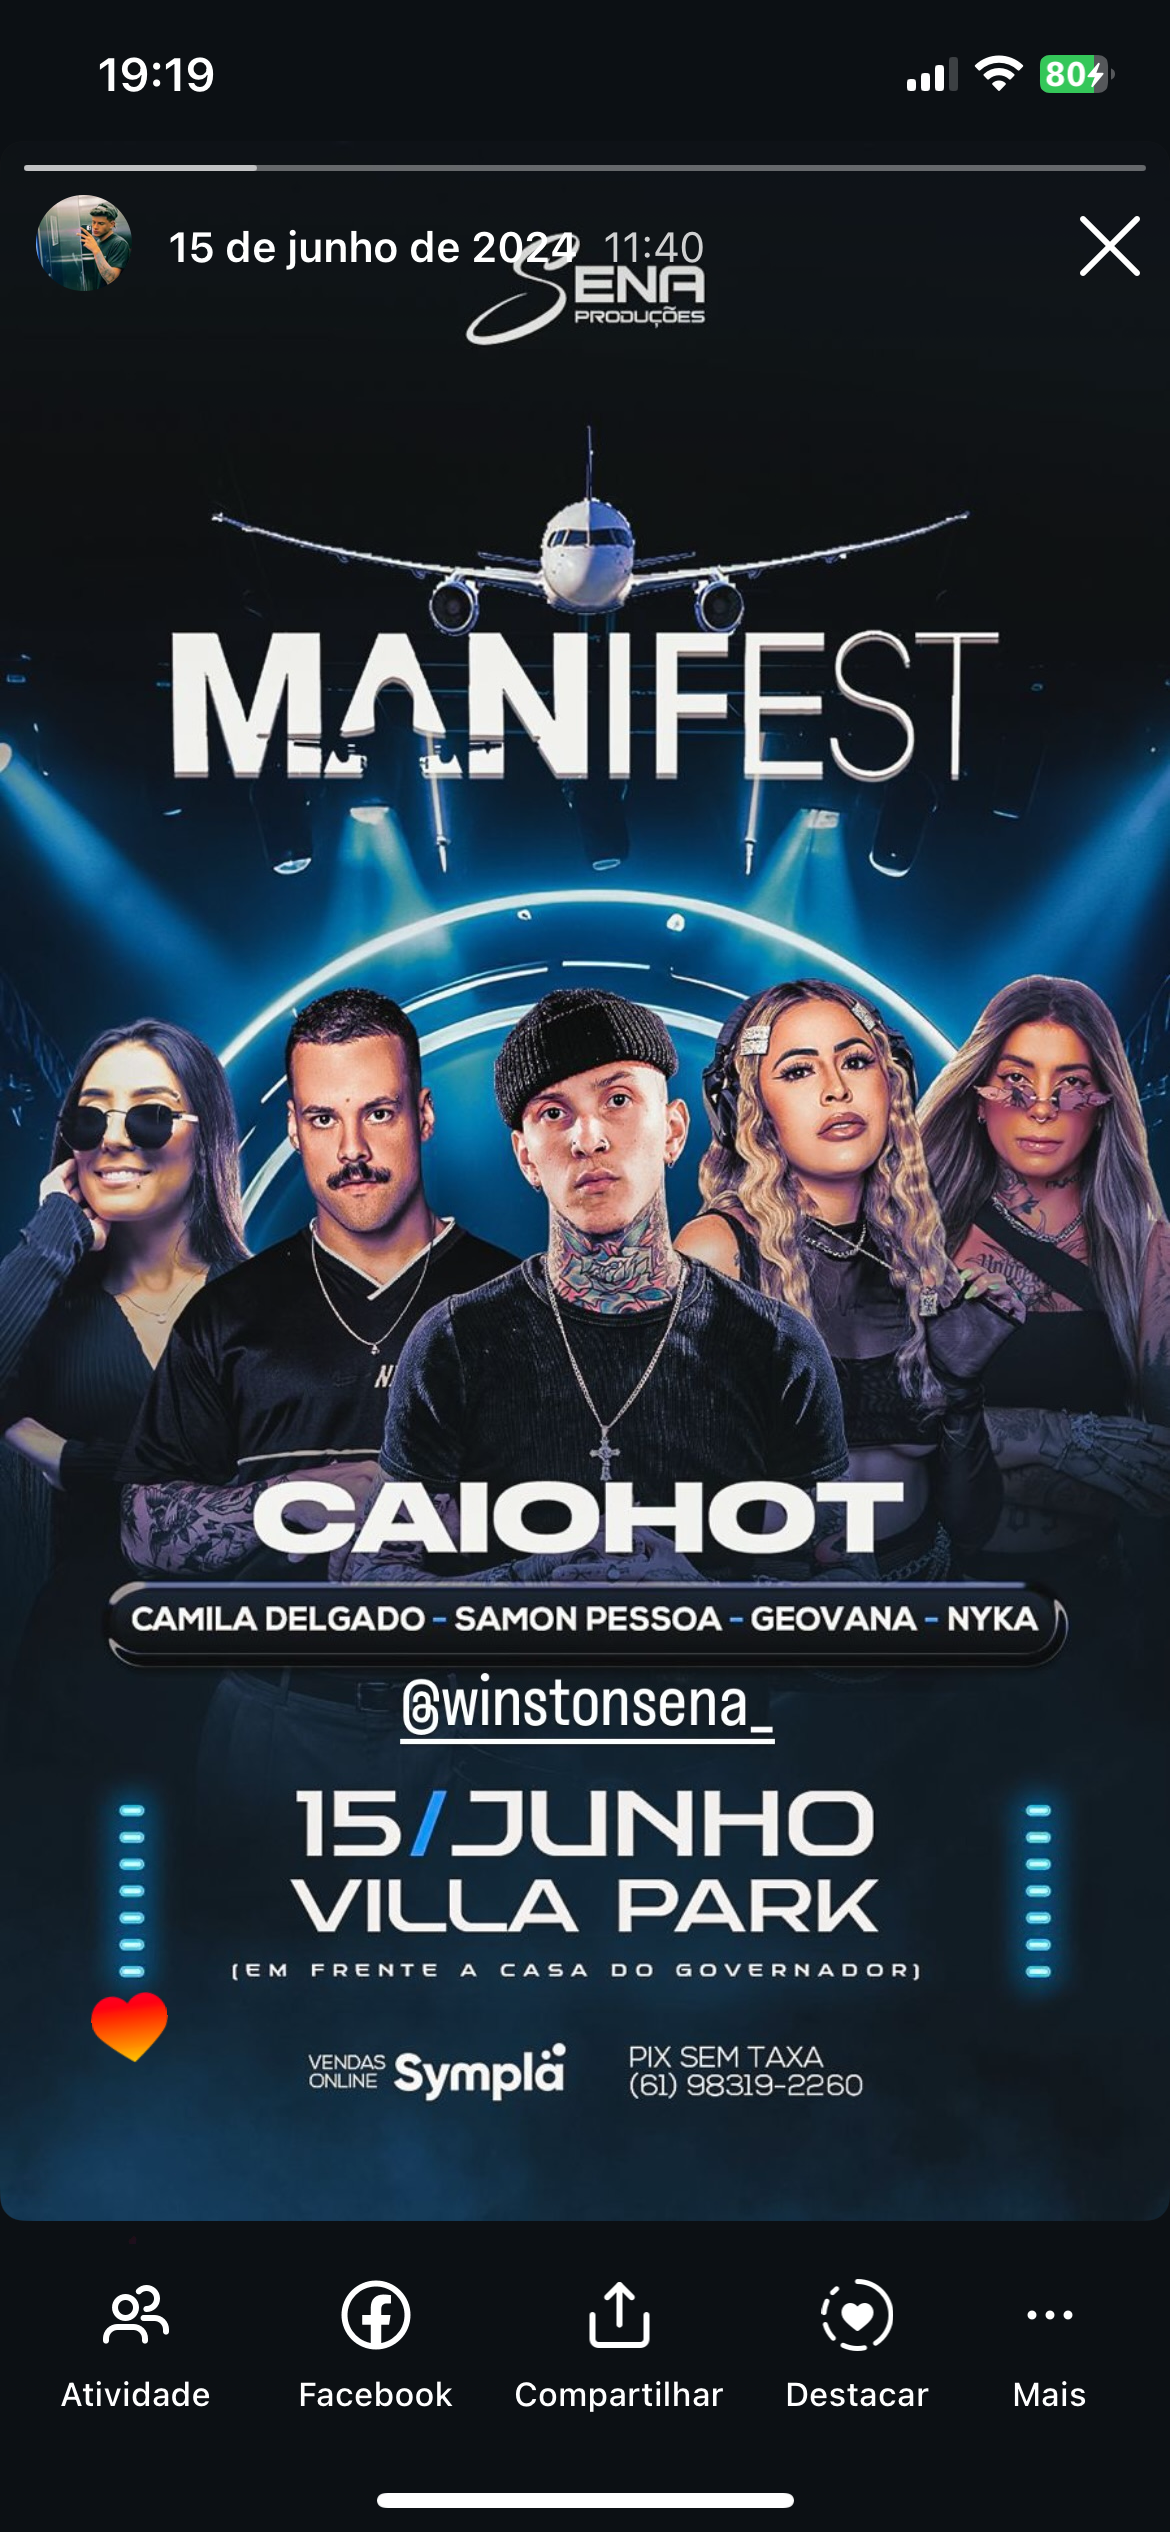 19:19
80
15 de junho de 2024 11:40
SENA
PRODUÇÕES
MANIFEST
CAIOHOT
CAMILA DELGADO - SAMON PESSOA - GEOVANA - NYKA
@winstonsena_
15/JUNHO
VILLA PARK
(EM FRENTE A CASA DO GOVERNADOR)
VENDAS
ONLINE
Sympla
PIX SEM TAXA
(61) 98319-2260
Atividade
Facebook
Compartilhar
Destacar
Mais